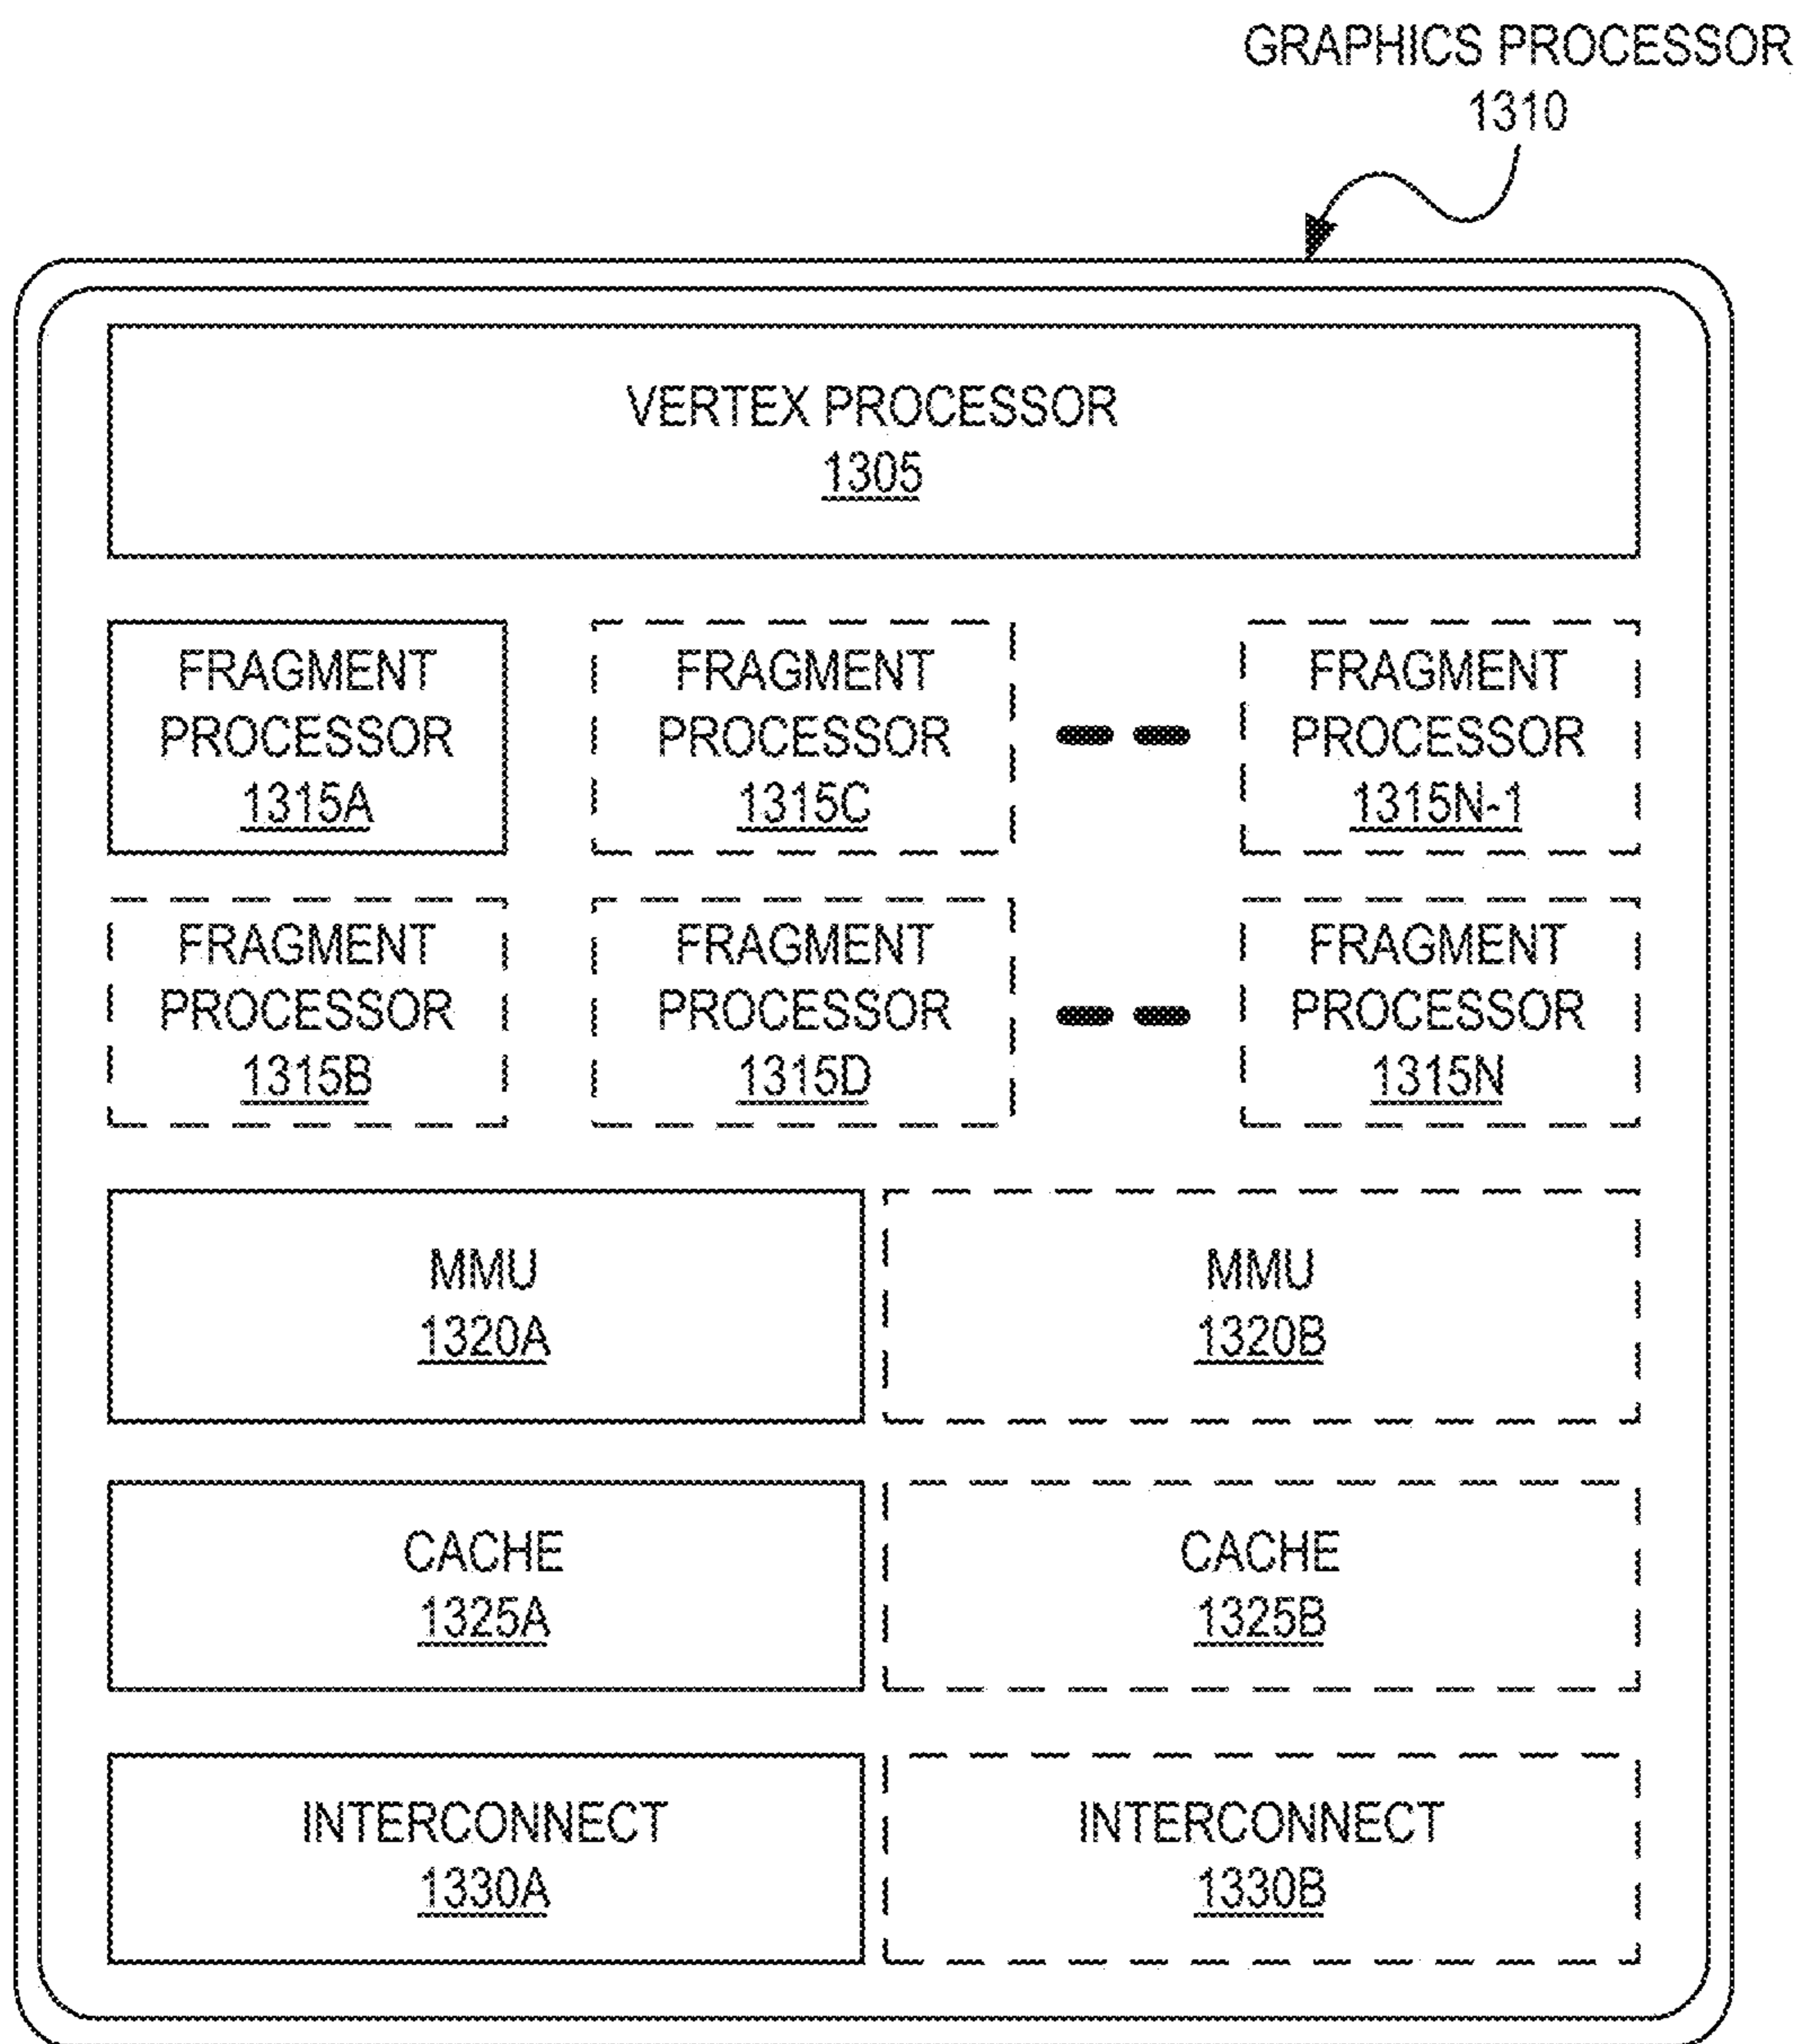 GRAPHICS PROCESSOR
1310
VERTEX PROCESSOR
1305
FRAGMENT
PROCESSOR
1315A
FRAGMENT
PROCESSOR
1315C
FRAGMENT
PROCESSOR
1315N-1
FRAGMENT
PROCESSOR
1315B
FRAGMENT
PROCESSOR
1315D
FRAGMENT
PROCESSOR
1315N
MMU
1320A
MMU
1320B
CACHE
1325A
CACHE
1325B
INTERCONNECT
1330A
INTERCONNECT
1330B